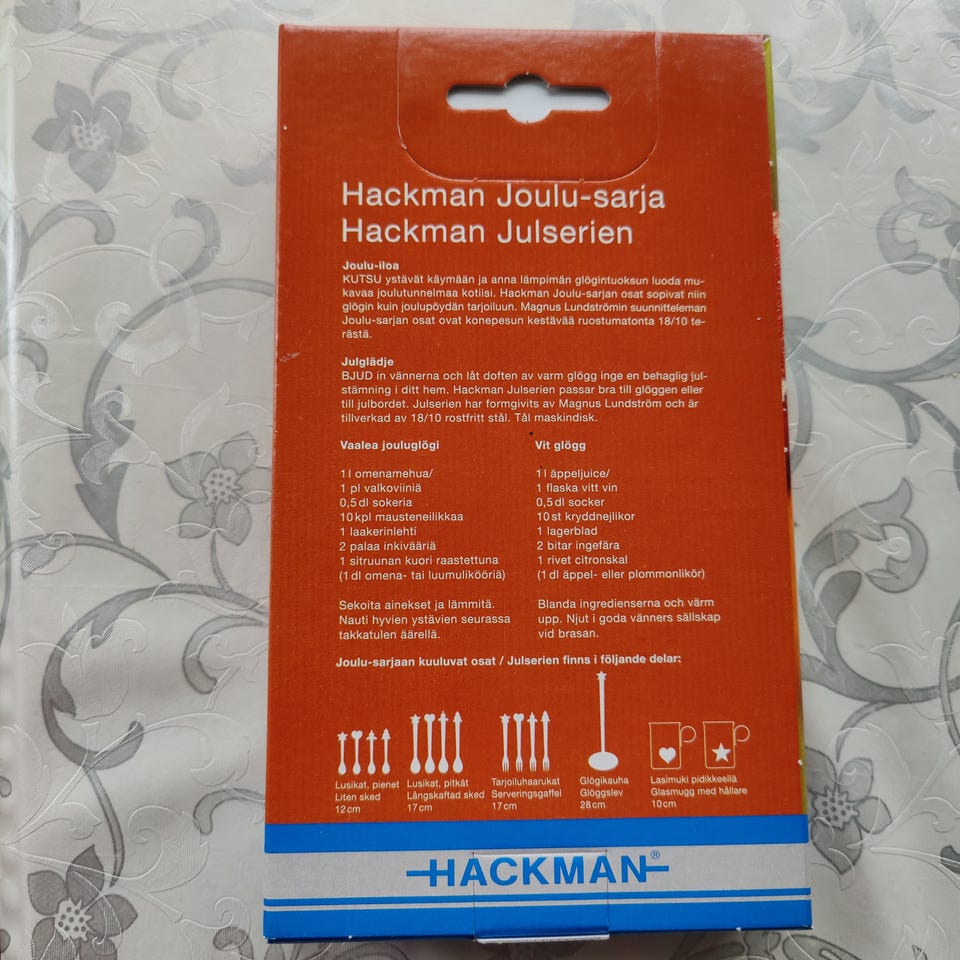 Hackman Joulu-sarja
Hackman Julserien
Joulu-iloa
KUTSU ystävät käymään ja anna lämpimän glögintuoksun luoda mu-
kavaa joulutunnelmaa kotiisi. Hackman Joulu-sarjan osat sopivat niin
glögin kuin joulupöydän tarjoiluun. Magnus Lundströmin suunnitteleman
Joulu-sarjan osat ovat konepesun kestävää ruostumatonta 18/10 te-
rästä.
Julglädje
BJUD in vännerna och låt doften av varm glögg inge en behaglig jul-
stämning i ditt hem. Hackman Julserien passar bra till glöggen eller
till julbordet. Julserien har formgivits av Magnus Lundström och är
tillverkad av 18/10 rostfritt stål. Tål maskindisk.
Vaalea jouluglögi
1 l omenamehua/
1 pl valkoviiniä
0,5 dl sokeria
10 kpl mausteneilikkaa
1 laakerinlehti
2 palaa inkivääriä
1 sitruunan kuori raastettuna
(1 dl omena- tai luumulikööriä)
Sekoita ainekset ja lämmitä.
Nauti hyvien ystävien seurassa
takkatulen äärellä.
Vit glögg
1 l äppeljuice/
1 flaska vitt vin
0,5 dl socker
10 st kryddnejlikor
1 lagerblad
2 bitar ingefära
1 rivet citronskal
(1 dl äppel- eller plommonlikör)
Blanda ingredienserna och värm
upp. Njut i goda vänners sällskap
vid brasan.
Joulu-sarjaan kuuluvat osat / Julserien finns i följande delar:
Lusikat, pienet
Liten sked
12 cm
Lusikat, pitkät
Långskaftad sked
17 cm
Tarjoiluhaarukat
Serveringsgaffel
17 cm
Glögikauha
Glöggslev
28 cm
Lasimuki pidikkeellä
Glasmugg med hållare
10 cm
HACKMAN®